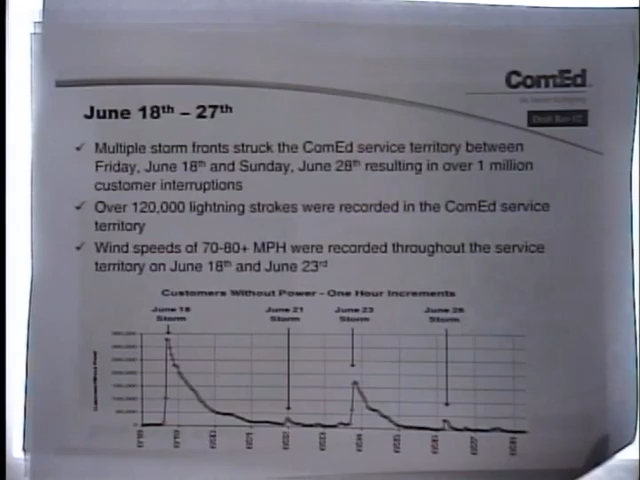 ComEd
June 18th – 27th
✓ Multiple storm fronts struck the ComEd service territory between
Friday, June 18th and Sunday, June 28th resulting in over 1 million
customer interruptions
✓ Over 120,000 lightning strokes were recorded in the ComEd service
territory
✓ Wind speeds of 70-80+ MPH were recorded throughout the service
territory on June 18th and June 23rd
Customers Without Power - One Hour Increments
June 18 June 21 June 23 June 26
Storm Storm Storm Storm